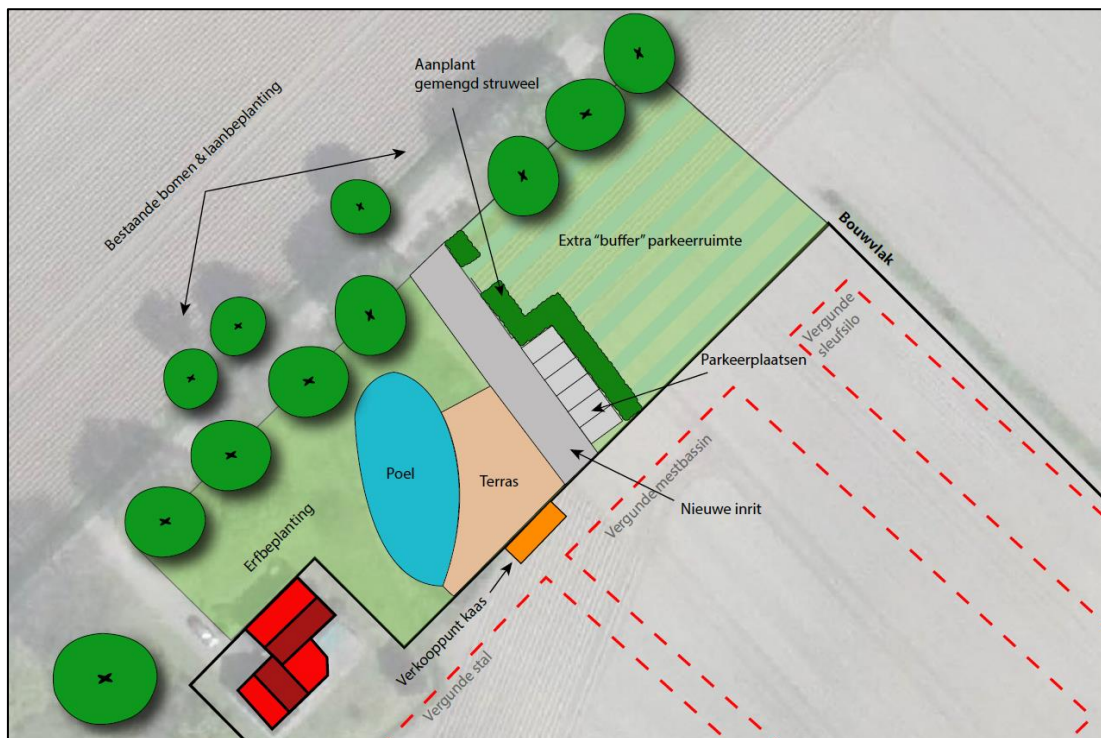 Aanplant
gemengd struweel
Bestaande bomen & laanbeplanting
Extra “buffer” parkeerruimte
Bouwvlak
Vergunde
sleufsilo
Parkeerplaatsen
Poel
Terras
Vergunde mestbassin
Nieuwe inrit
Erfbeplanting
Verkooppunt kaas
Vergunde stal